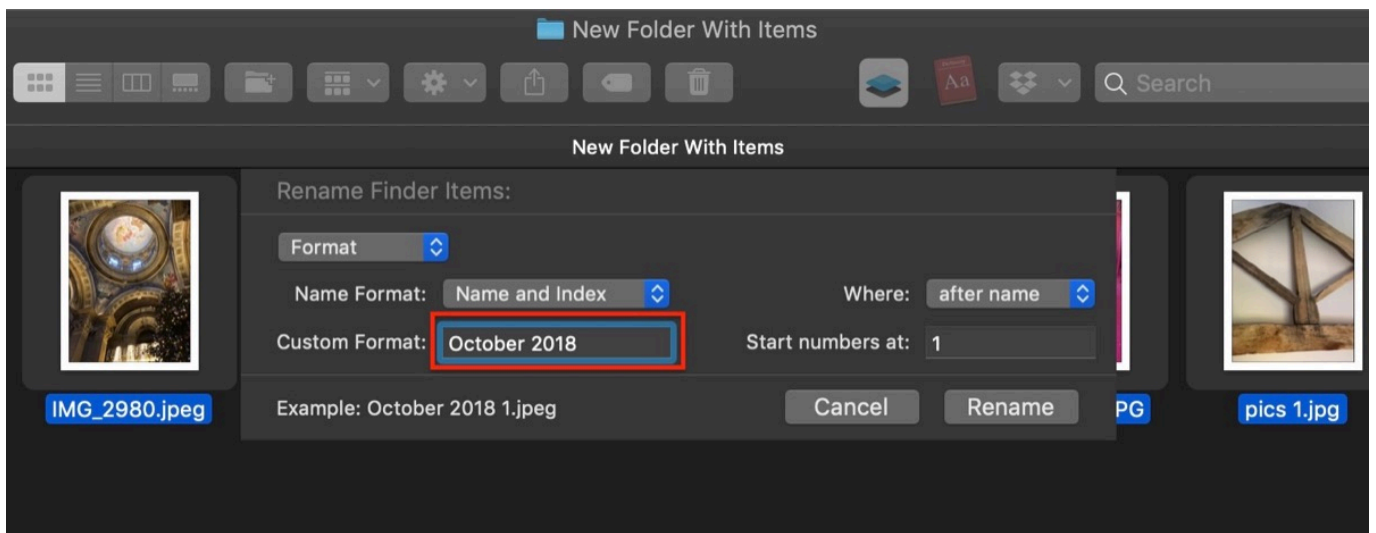 New Folder With Items
Aa
Search
New Folder With Items
Rename Finder Items:
Format
Name Format: Name and Index Where: after name
Custom Format: October 2018 Start numbers at: 1
Example: October 2018 1.jpeg Cancel Rename
IMG_2980.jpeg PG pics 1.jpg